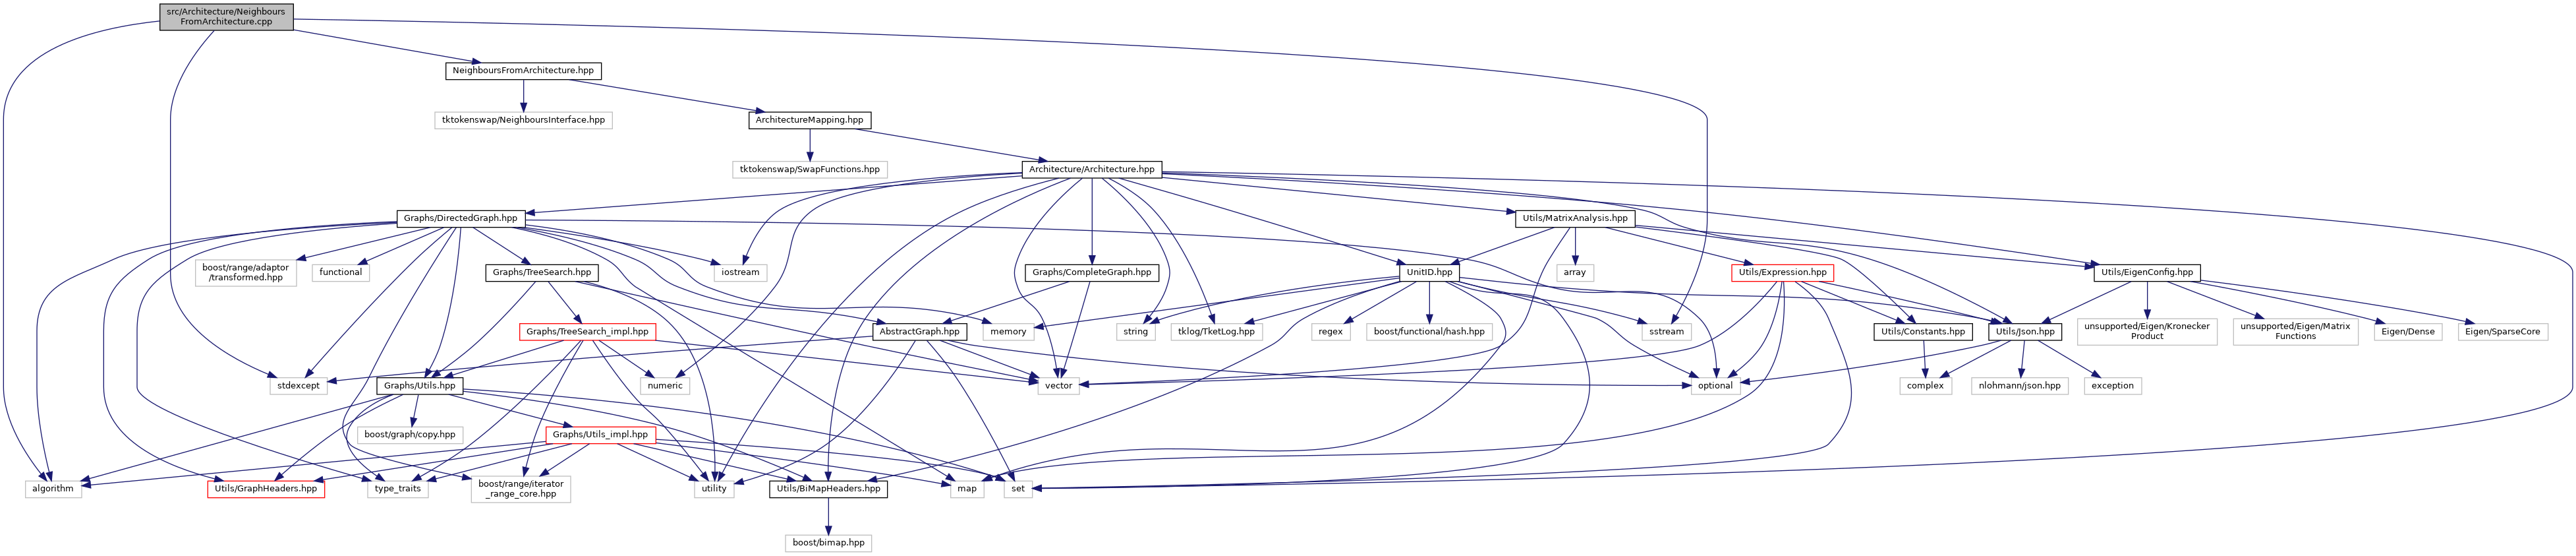 src/Architecture/Neighbours
FromArchitecture.cpp
NeighboursFromArchitecture.hpp
tktokenswap/NeighboursInterface.hpp
ArchitectureMapping.hpp
tktokenswap/SwapFunctions.hpp
Architecture/Architecture.hpp
Graphs/DirectedGraph.hpp
Utils/MatrixAnalysis.hpp
boost/range/adaptor
/transformed.hpp
functional
Graphs/TreeSearch.hpp
iostream
Graphs/CompleteGraph.hpp
UnitID.hpp
array
Utils/Expression.hpp
Utils/EigenConfig.hpp
Graphs/TreeSearch_impl.hpp
AbstractGraph.hpp
memory
string
tklog/TketLog.hpp
regex
boost/functional/hash.hpp
sstream
Utils/Constants.hpp
Utils/Json.hpp
unsupported/Eigen/Kronecker
Product
unsupported/Eigen/Matrix
Functions
Eigen/Dense
Eigen/SparseCore
stdexcept
Graphs/Utils.hpp
numeric
vector
optional
complex
nlohmann/json.hpp
exception
boost/graph/copy.hpp
Graphs/Utils_impl.hpp
algorithm
Utils/GraphHeaders.hpp
type_traits
boost/range/iterator
_range_core.hpp
utility
Utils/BiMapHeaders.hpp
map
set
boost/bimap.hpp